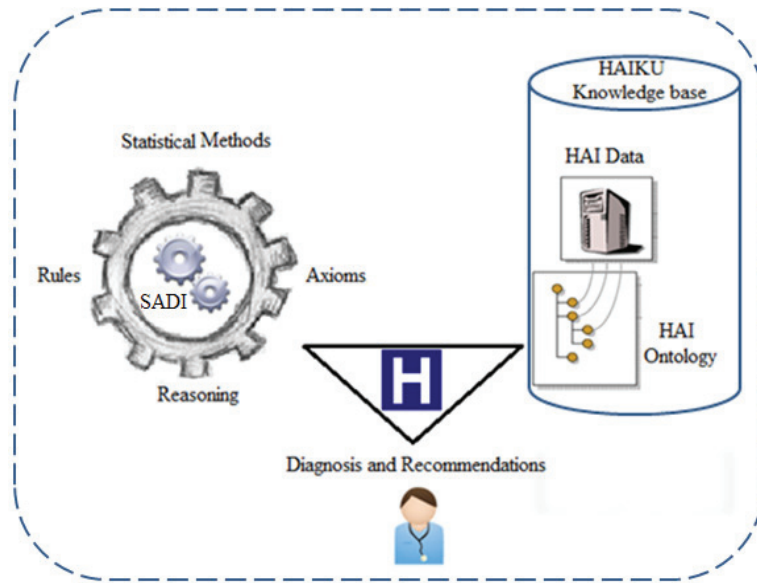 HAIKU
Knowledge base
Statistical Methods
HAI Data
Rules
SADI
Axioms
HAI
Ontology
Reasoning
H
Diagnosis and Recommendations